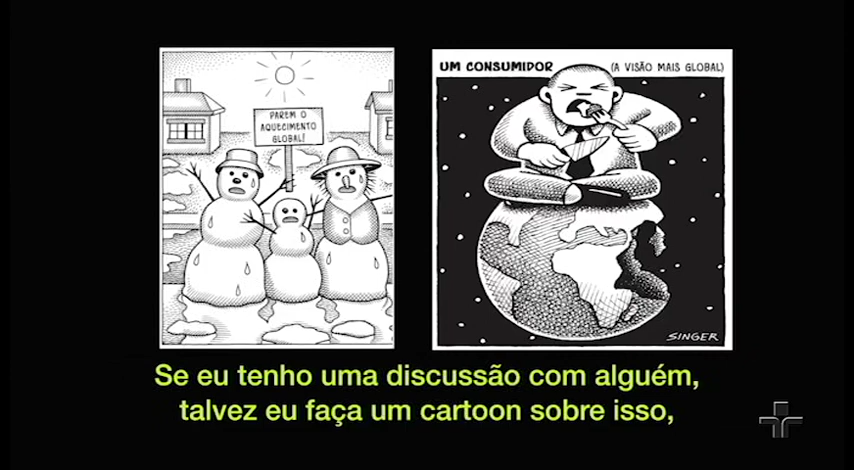 PAREM O
AQUECIMENTO
GLOBAL!
UM CONSUMIDOR (A VISÃO MAIS GLOBAL)
SINGER
Se eu tenho uma discussão com alguém,
talvez eu faça um cartoon sobre isso,